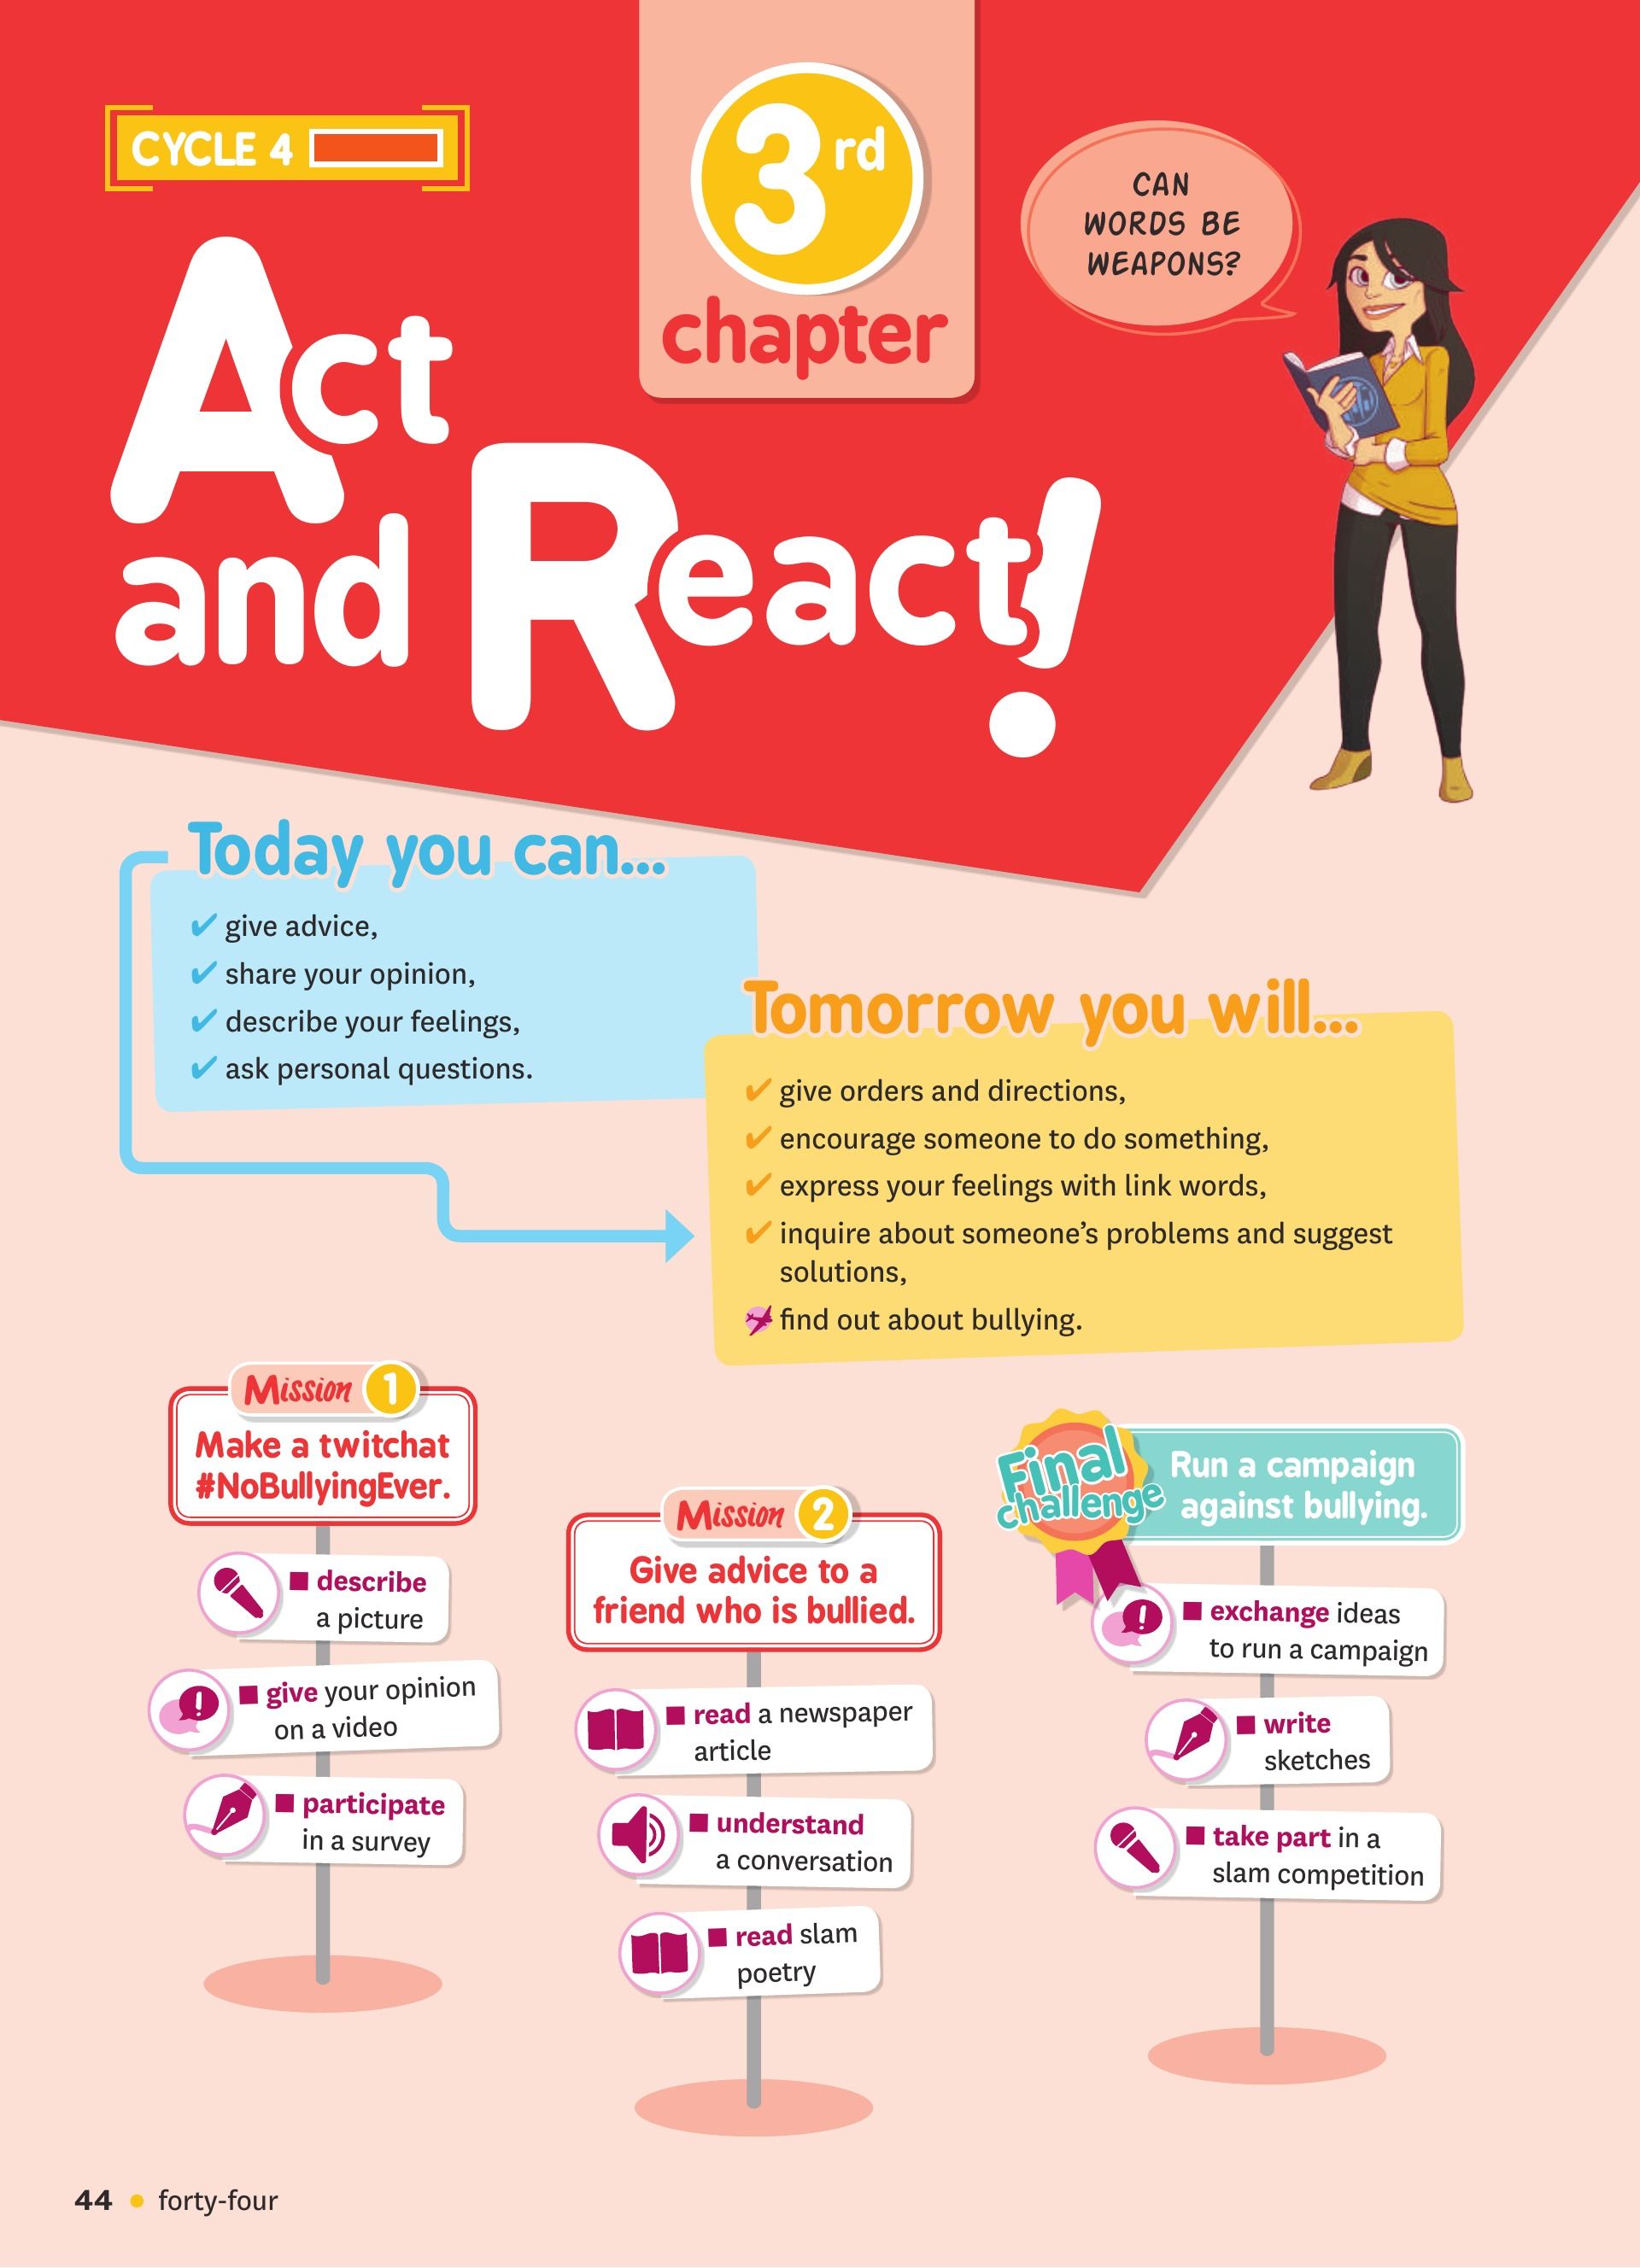 CYCLE 4
3rd
chapter
CAN
WORDS BE
WEAPONS?
Act
and React!
Today you can...
✔ give advice,
✔ share your opinion,
✔ describe your feelings,
✔ ask personal questions.
Tomorrow you will...
✔ give orders and directions,
✔ encourage someone to do something,
✔ express your feelings with link words,
✔ inquire about someone’s problems and suggest
solutions,
find out about bullying.
Mission 1
Make a twitchat
#NoBullyingEver.
■ describe
a picture
■ give your opinion
on a video
■ participate
in a survey
Mission 2
Give advice to a
friend who is bullied.
■ read a newspaper
article
■ understand
a conversation
■ read slam
poetry
Final
challenge
Run a campaign
against bullying.
■ exchange ideas
to run a campaign
■ write
sketches
■ take part in a
slam competition
44 • forty-four